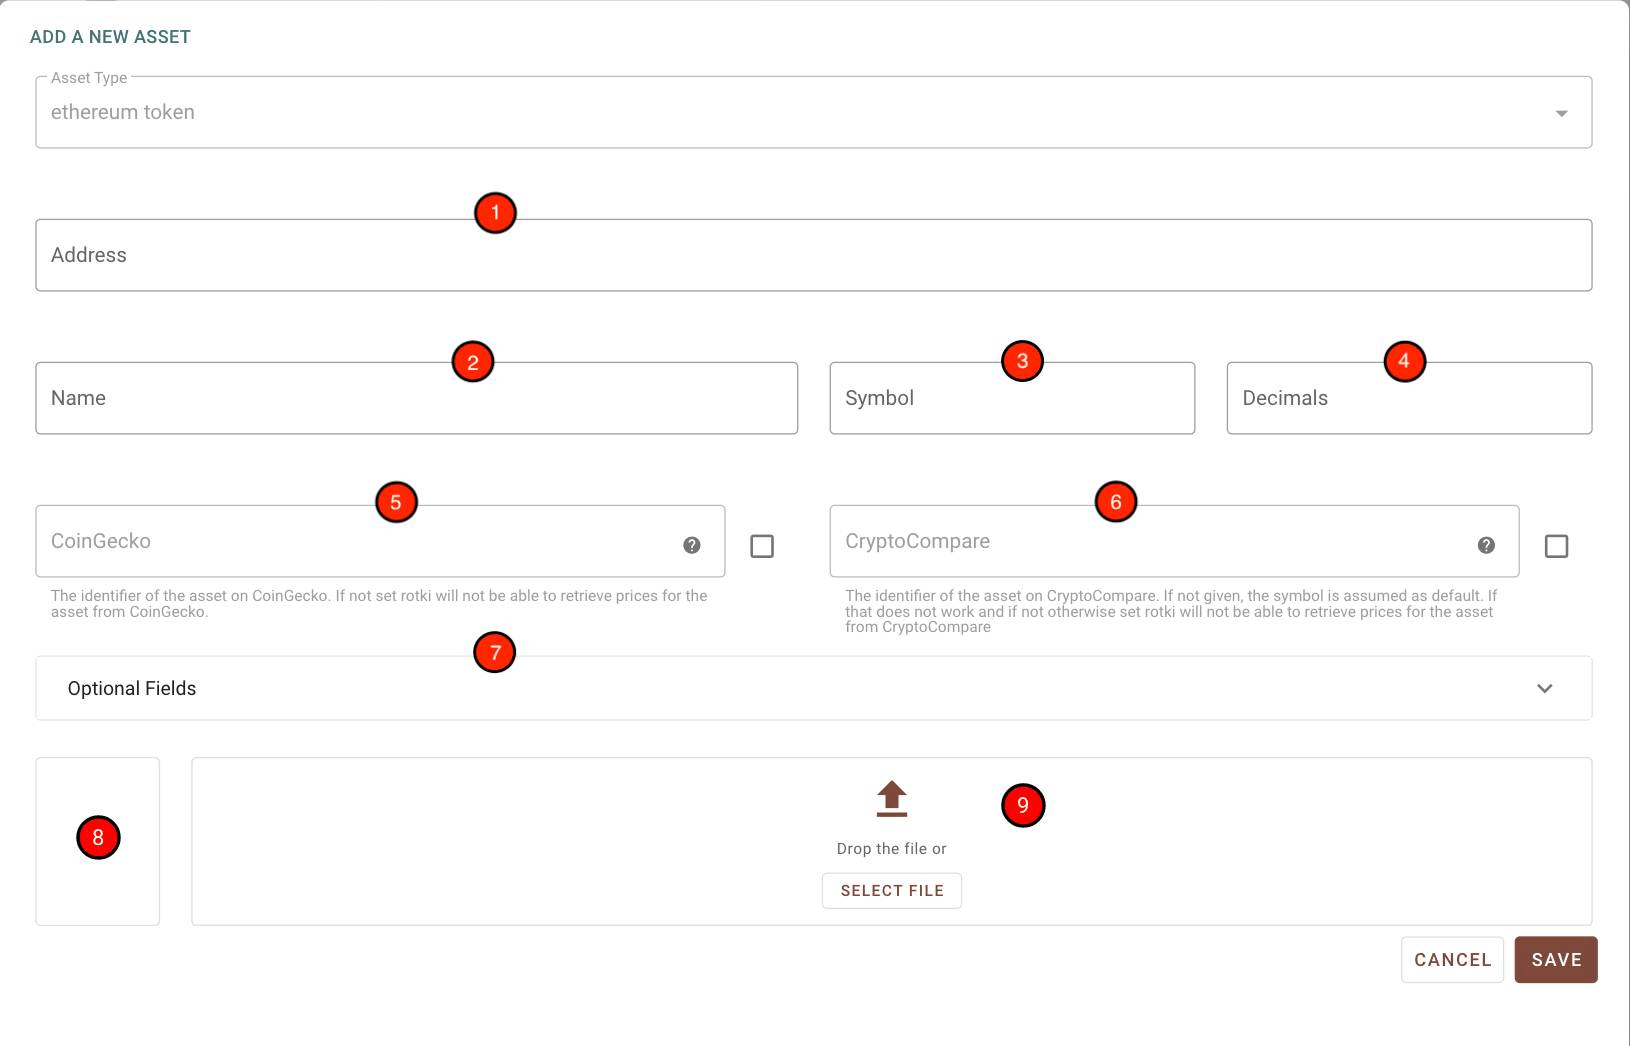 ADD A NEW ASSET
Asset Type
ethereum token
1
Address
2
3
4
Name
Symbol
Decimals
5
6
CoinGecko
?
CryptoCompare
?
The identifier of the asset on CoinGecko. If not set rotki will not be able to retrieve prices for the
asset from CoinGecko.
The identifier of the asset on CryptoCompare. If not given, the symbol is assumed as default. If
that does not work and if not otherwise set rotki will not be able to retrieve prices for the asset
from CryptoCompare
7
Optional Fields
8
9
Drop the file or
SELECT FILE
CANCEL
SAVE